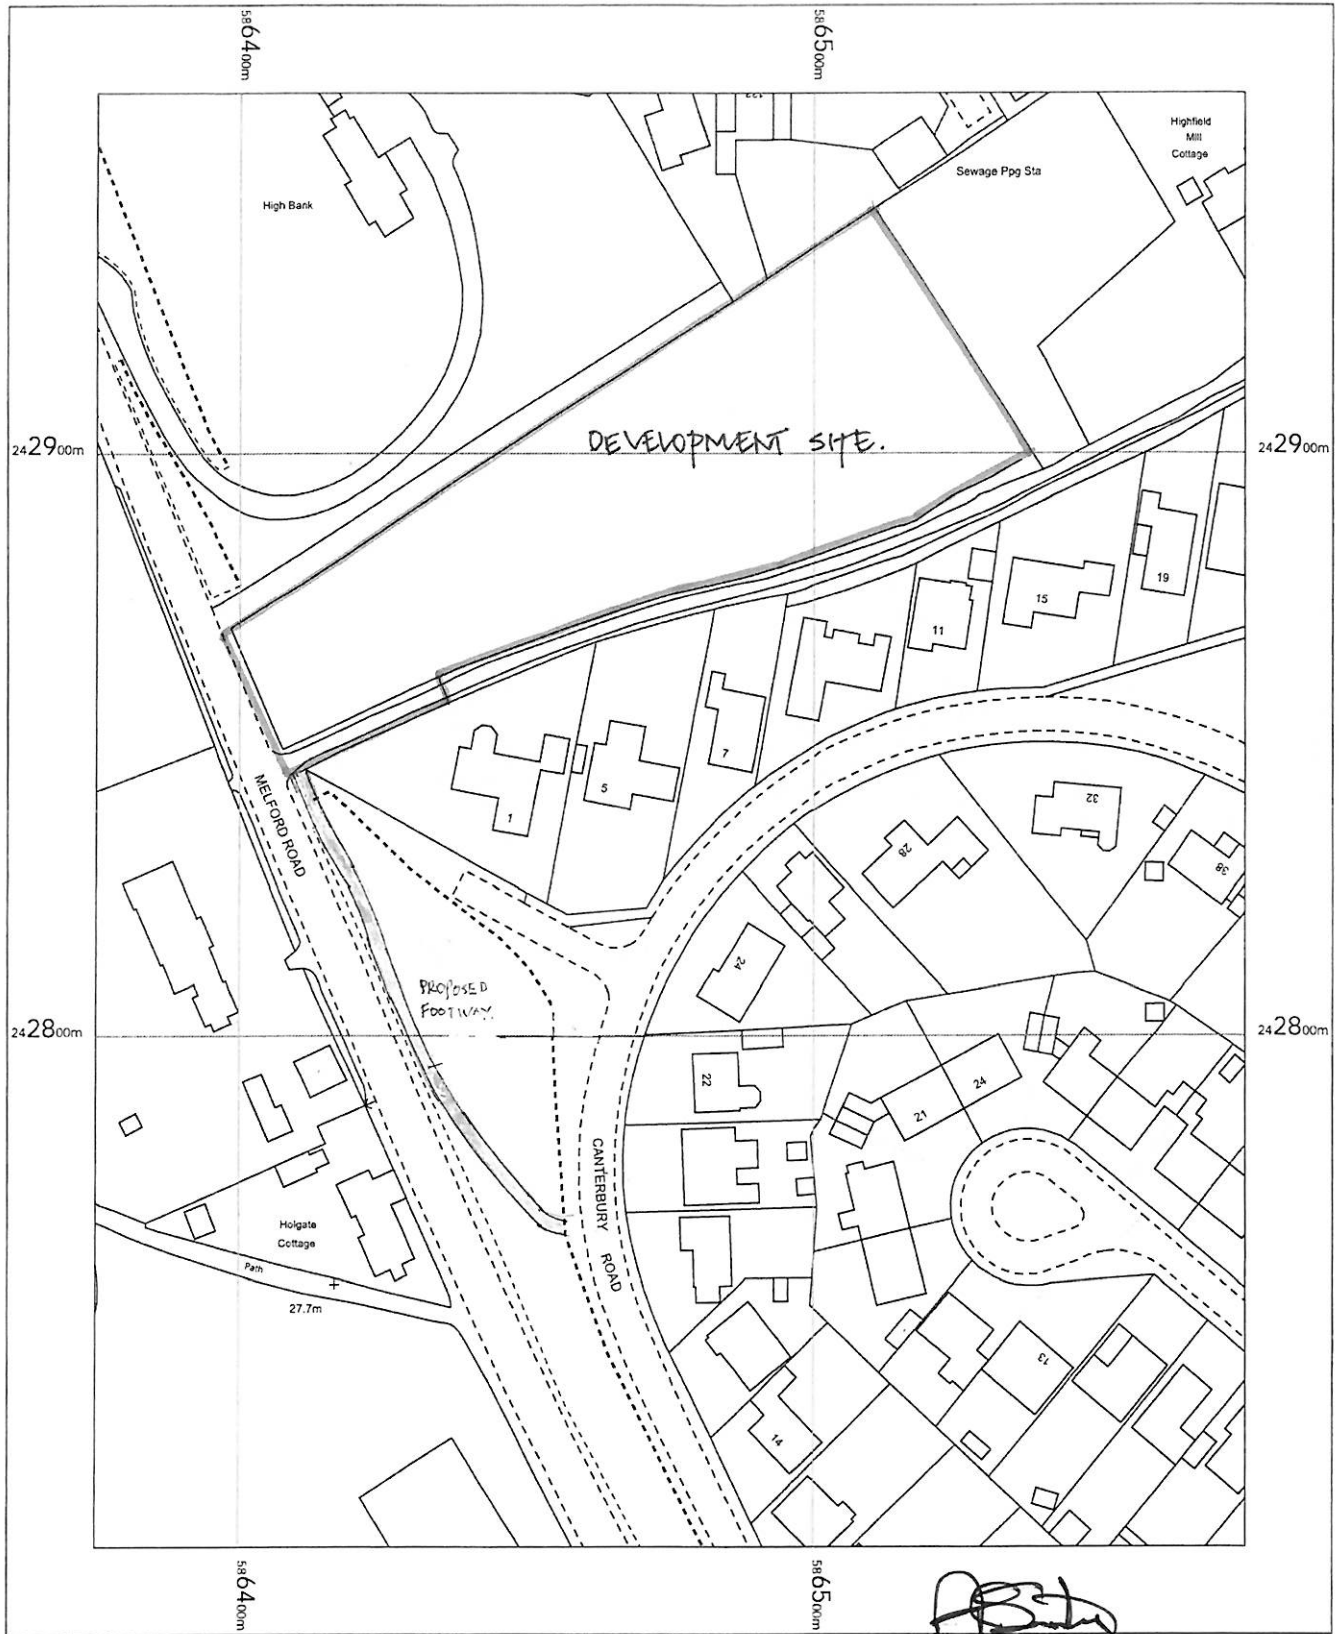 586400m
586500m
122
Highfield
Mill
Cottage
Sewage Ppg Sta
High Bank
242900m
DEVELOPMENT SITE.
242900m
19
15
11
7
5
1
32
38
28
MELFORD ROAD
24
PROPOSED
FOOTWAY.
242800m
242800m
22
24
21
CANTERBURY ROAD
Holgate
Cottage
Path
27.7m
13
14
586400m
586500m